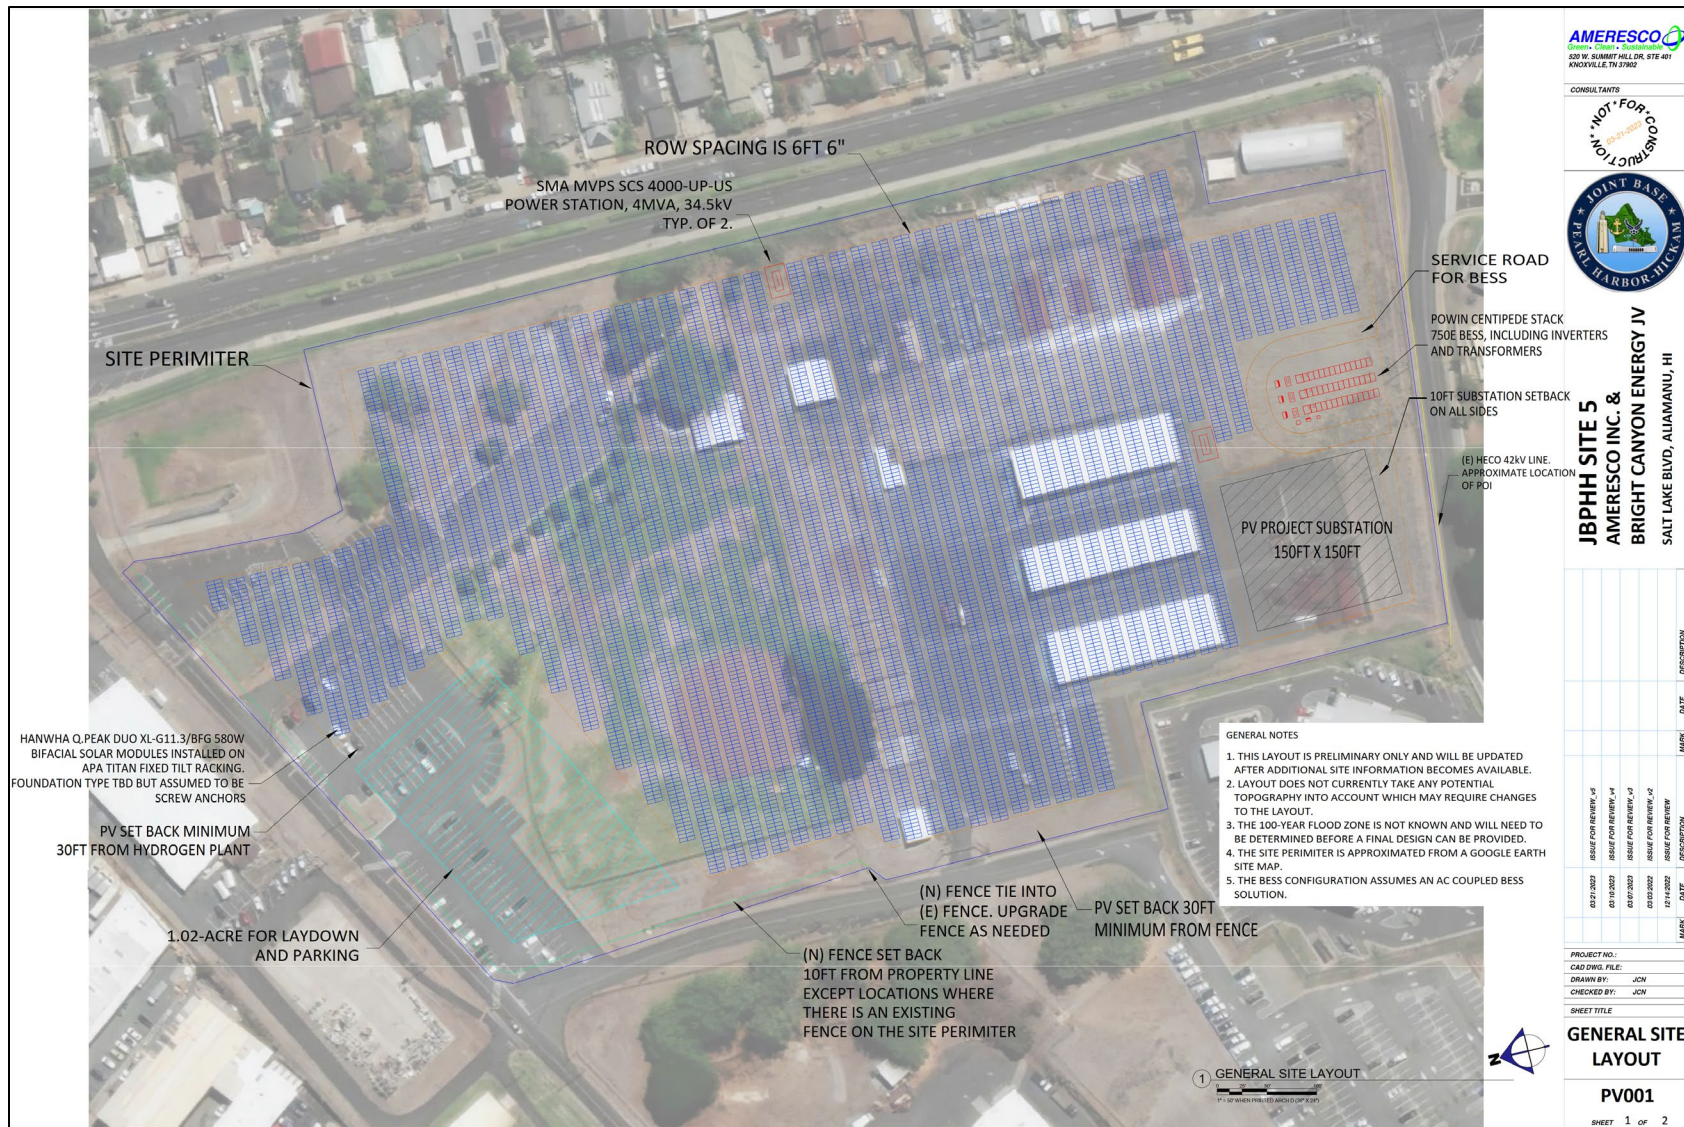 ROW SPACING IS 6FT 6"
SMA MVPS SCS 4000-UP-US
POWER STATION, 4MVA, 34.5kV
TYP. OF 2.
SITE PERIMITER
HANWHA Q.PEAK DUO XL-G11.3/BFG 580W
BIFACIAL SOLAR MODULES INSTALLED ON
APA TITAN FIXED TILT RACKING.
FOUNDATION TYPE TBD BUT ASSUMED TO BE
SCREW ANCHORS
PV SET BACK MINIMUM
30FT FROM HYDROGEN PLANT
1.02-ACRE FOR LAYDOWN
AND PARKING
(N) FENCE SET BACK
10FT FROM PROPERTY LINE
EXCEPT LOCATIONS WHERE
THERE IS AN EXISTING
FENCE ON THE SITE PERIMITER
(N) FENCE TIE INTO
(E) FENCE. UPGRADE
FENCE AS NEEDED
PV SET BACK 30FT
MINIMUM FROM FENCE
SERVICE ROAD
FOR BESS
POWIN CENTIPEDE STACK
750E BESS, INCLUDING INVERTERS
AND TRANSFORMERS
10FT SUBSTATION SETBACK
ON ALL SIDES
(E) HECO 42kV LINE.
APPROXIMATE LOCATION
OF POI
PV PROJECT SUBSTATION
150FT X 150FT
GENERAL NOTES
1. THIS LAYOUT IS PRELIMINARY ONLY AND WILL BE UPDATED
AFTER ADDITIONAL SITE INFORMATION BECOMES AVAILABLE.
2. LAYOUT DOES NOT CURRENTLY TAKE ANY POTENTIAL
TOPOGRAPHY INTO ACCOUNT WHICH MAY REQUIRE CHANGES
TO THE LAYOUT.
3. THE 100-YEAR FLOOD ZONE IS NOT KNOWN AND WILL NEED TO
BE DETERMINED BEFORE A FINAL DESIGN CAN BE PROVIDED.
4. THE SITE PERIMETER IS APPROXIMATED FROM A GOOGLE EARTH
SITE MAP.
5. THE BESS CONFIGURATION ASSUMES AN AC COUPLED BESS
SOLUTION.
1 GENERAL SITE LAYOUT
1" = 50' WHEN PRINTED ARCH D (36" X 24")
N
AMERESCO
Green • Clean • Sustainable
520 W. SUMMIT HILL DR, STE 401
KNOXVILLE, TN 37902
CONSULTANTS
*NOT*FOR*CONSTRUCTION*
03-21-2023
JOINT BASE
PEARL HARBOR-HICKAM
JBPHH SITE 5
AMERESCO INC. &
BRIGHT CANYON ENERGY JV
SALT LAKE BLVD, ALIAMANU, HI
MARK DATE DESCRIPTION
03/21/2023 ISSUE FOR REVIEW_v5
03/10/2023 ISSUE FOR REVIEW_v4
03/07/2023 ISSUE FOR REVIEW_v3
03/03/2022 ISSUE FOR REVIEW_v2
12/14/2022 ISSUE FOR REVIEW
MARK DATE DESCRIPTION
PROJECT NO.:
CAD DWG. FILE:
DRAWN BY: JCN
CHECKED BY: JCN
SHEET TITLE
GENERAL SITE
LAYOUT
PV001
SHEET 1 OF 2